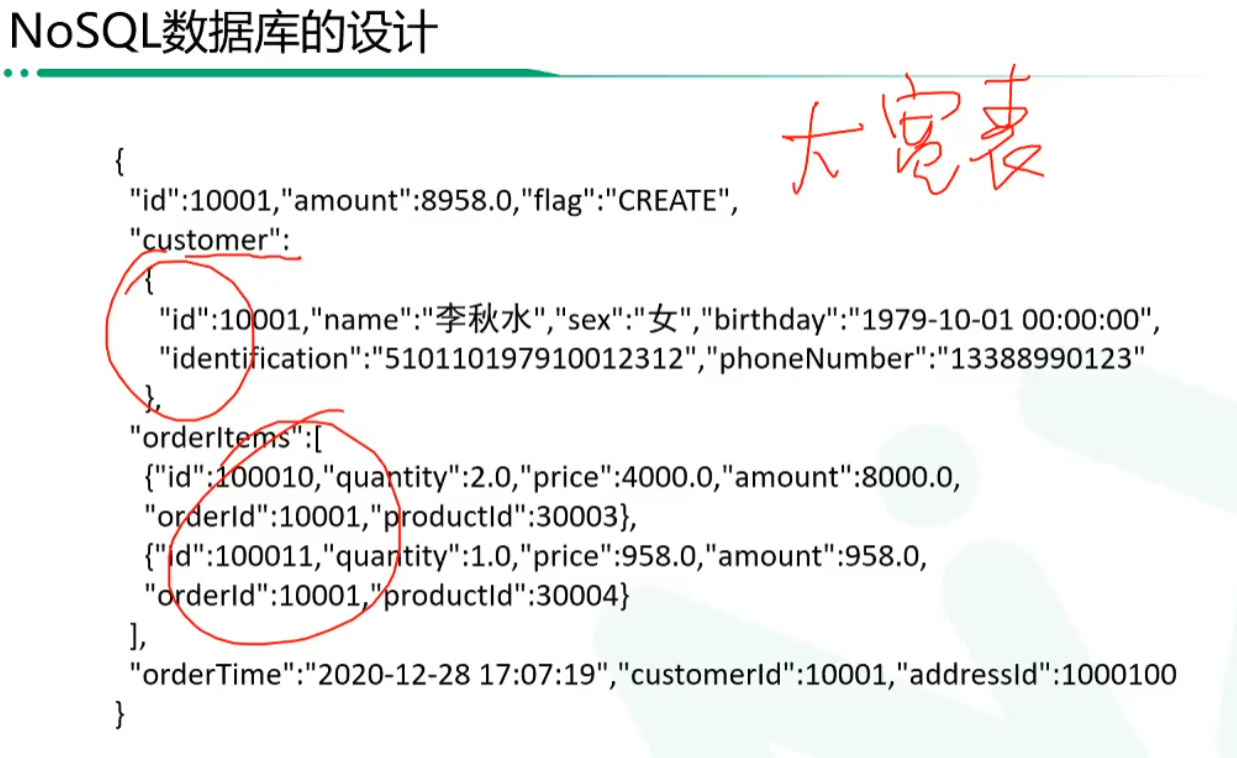 NoSQL数据库的设计
大宽表
{
"id":10001,"amount":8958.0,"flag":"CREATE",
"customer":
{
"id":10001,"name":"李秋水","sex":"女","birthday":"1979-10-01 00:00:00",
"identification":"510110197910012312","phoneNumber":"13388990123"
},
"orderItems":[
{"id":100010,"quantity":2.0,"price":4000.0,"amount":8000.0,
"orderId":10001,"productId":30003},
{"id":100011,"quantity":1.0,"price":958.0,"amount":958.0,
"orderId":10001,"productId":30004}
],
"orderTime":"2020-12-28 17:07:19","customerId":10001,"addressId":1000100
}